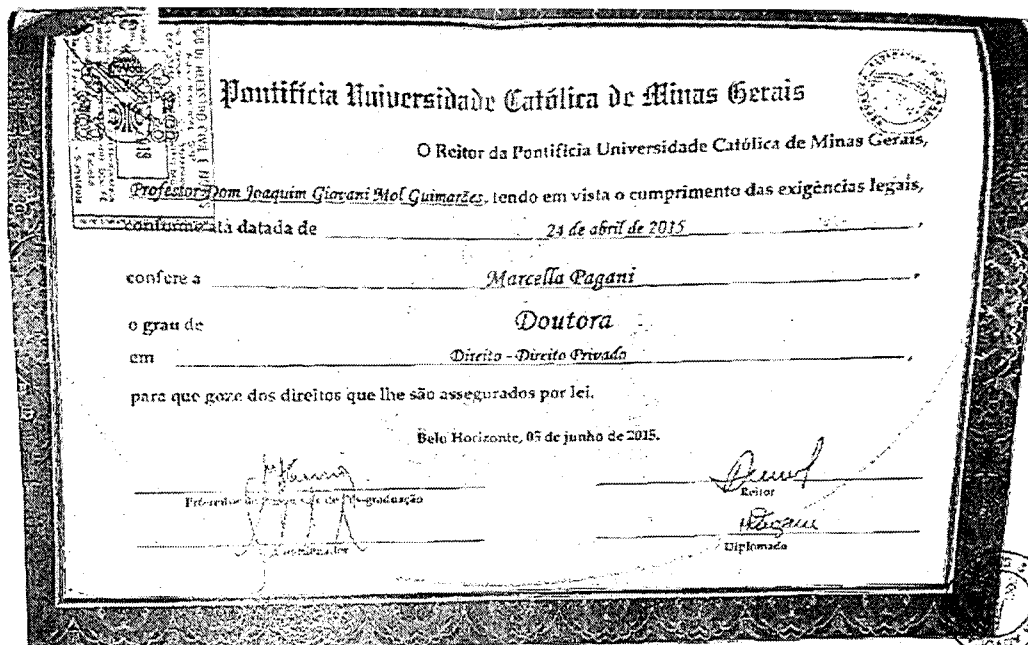 Pontifícia Universidade Católica de Minas Gerais
O Reitor da Pontifícia Universidade Católica de Minas Gerais,
Professor Dom Joaquim Giovani Mol Guimarães, tendo em vista o cumprimento das exigências legais,
conforme ata datada de 24 de abril de 2015,
confere a Marcella Pagani,
o grau de Doutora
em Direito - Direito Privado,
para que goze dos direitos que lhe são assegurados por lei.
Belo Horizonte, de junho de 2015.
de Pós-graduação
Reitor
Diplomado